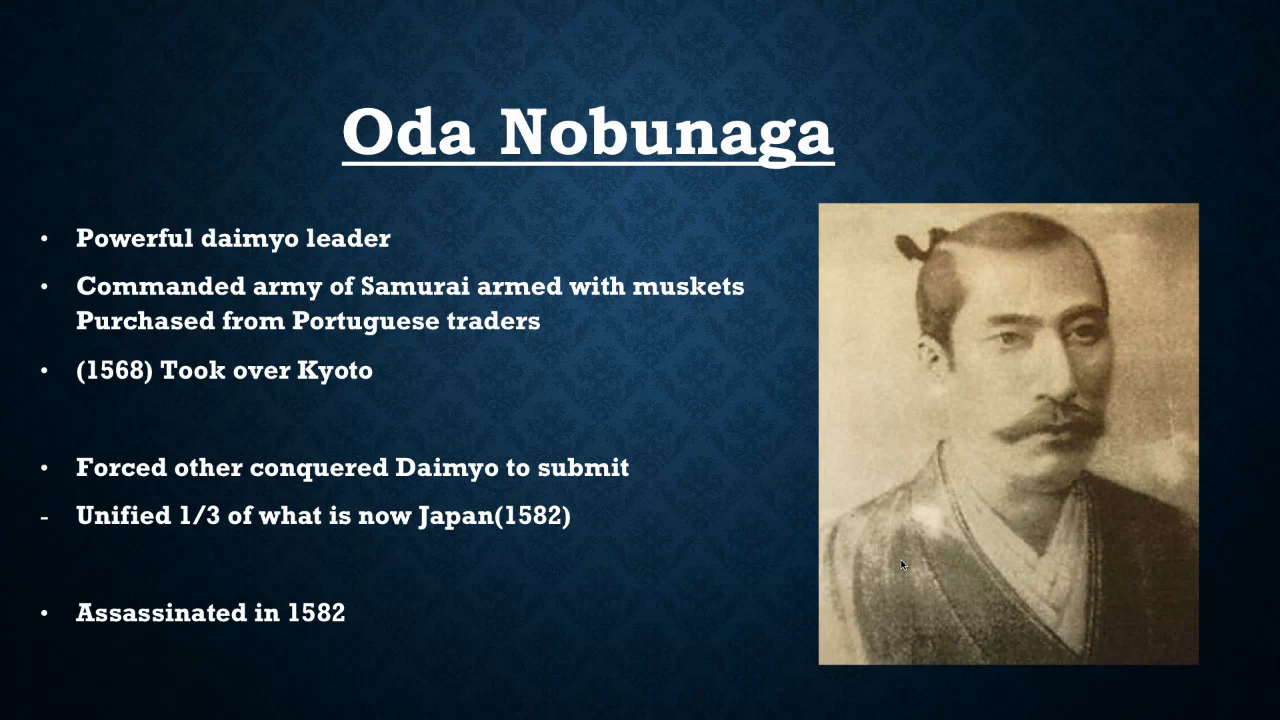 Oda Nobunaga
• Powerful daimyo leader
• Commanded army of Samurai armed with muskets
Purchased from Portuguese traders
• (1568) Took over Kyoto
• Forced other conquered Daimyo to submit
- Unified 1/3 of what is now Japan(1582)
• Assassinated in 1582